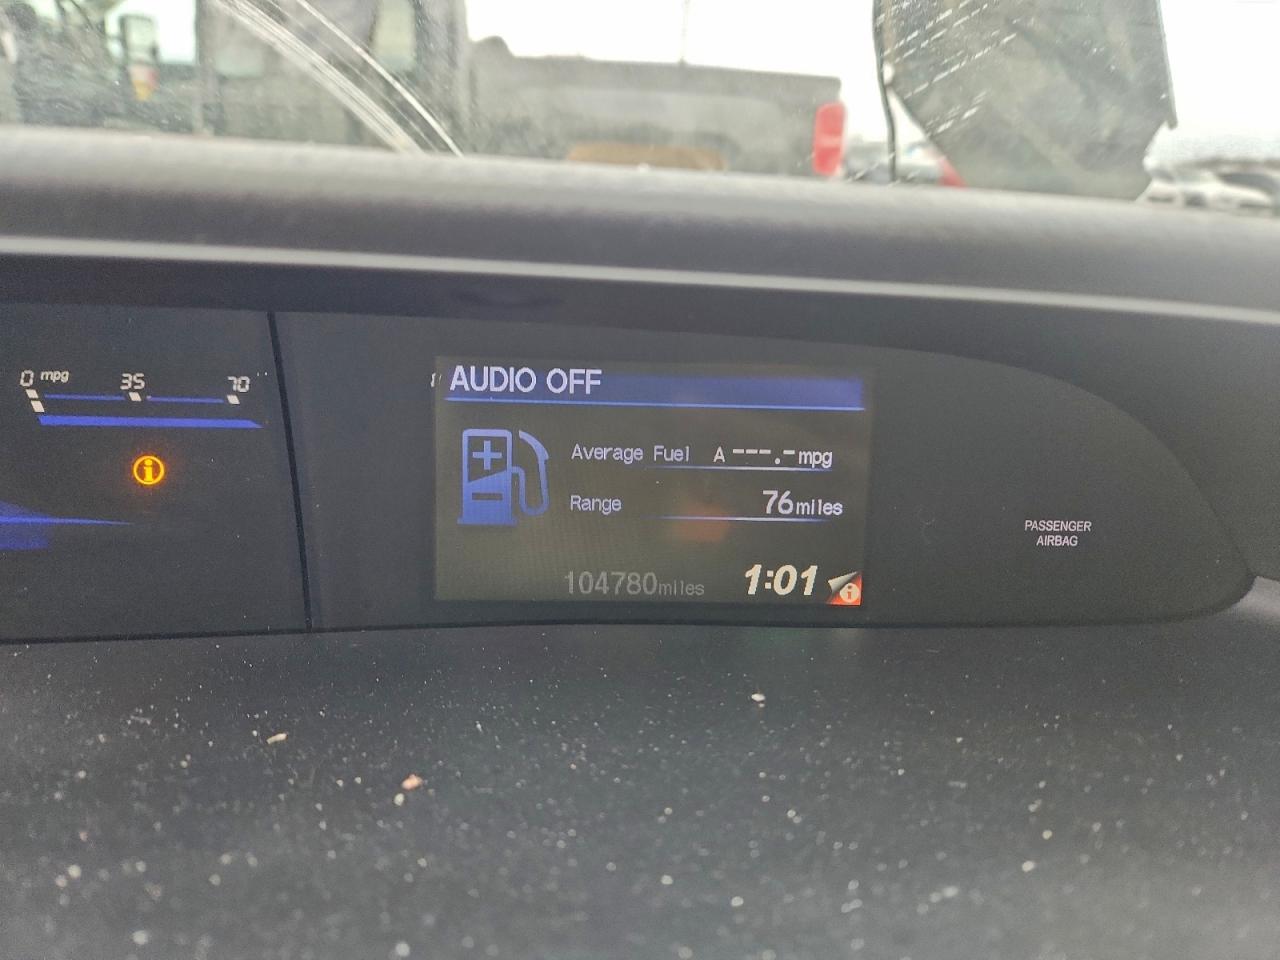 0 mpg 35 70
AUDIO OFF
Average Fuel A ---.- mpg
Range 76 miles
104780 miles 1:01
PASSENGER
AIRBAG